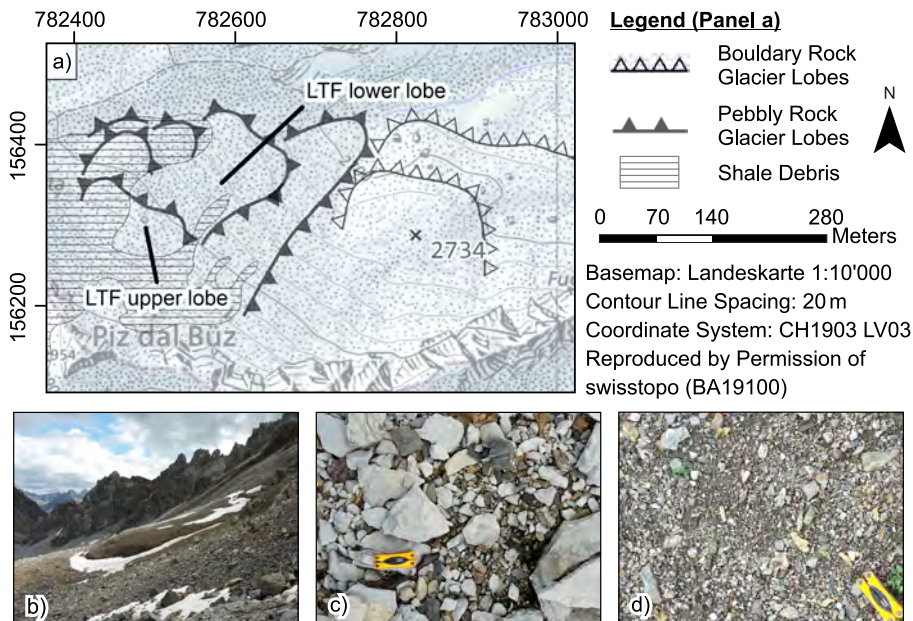 782400 782600 782800 783000
156400
156200
a)
LTF lower lobe
LTF upper lobe
2734
Piz dal Büz
2954
Fu
Legend (Panel a)
Bouldary Rock
Glacier Lobes
Pebbly Rock
Glacier Lobes
Shale Debris
N
0 70 140 280
Meters
Basemap: Landeskarte 1:10'000
Contour Line Spacing: 20 m
Coordinate System: CH1903 LV03
Reproduced by Permission of
swisstopo (BA19100)
b)
c)
d)